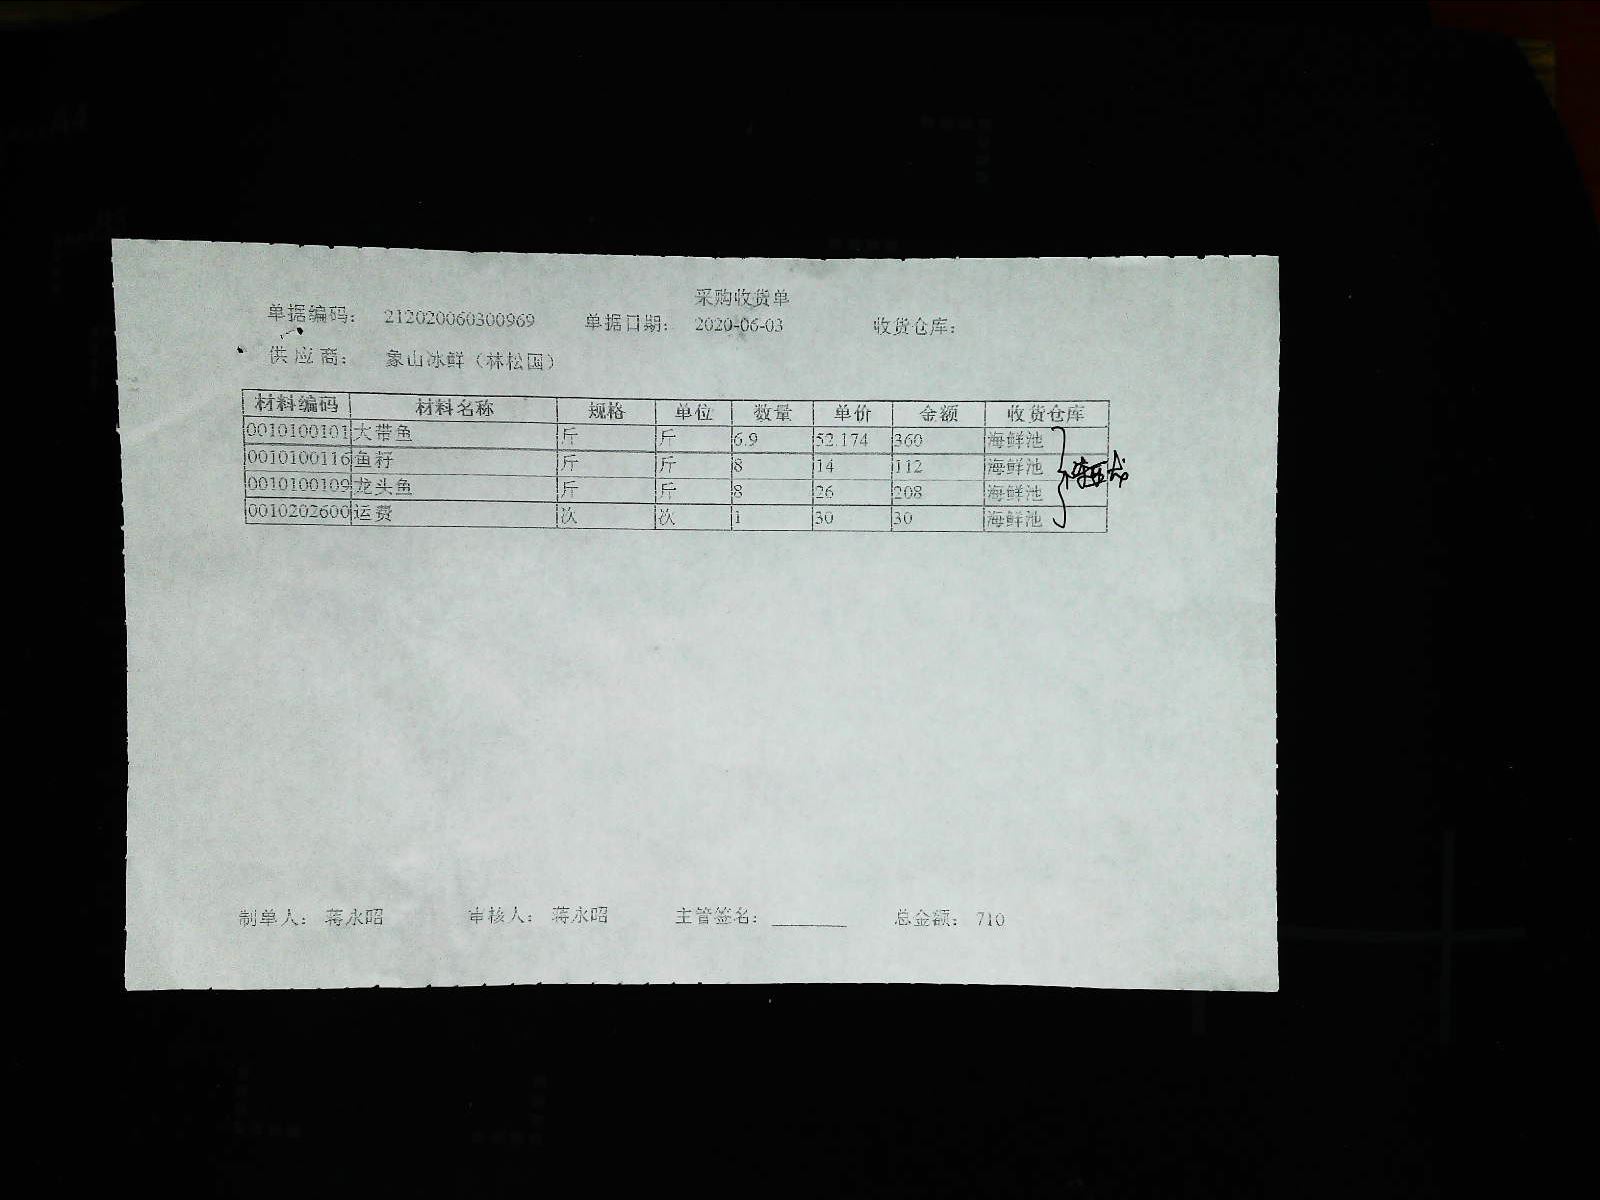 采购收货单
单据编码： 212020060300969 单据日期： 2020-06-03 收货仓库：
供应商： 象山冰鲜（林松国）
材料编码 材料名称 规格 单位 数量 单价 金额 收货仓库
0010100101 大带鱼 斤 斤 6.9 52.174 360 海鲜池
0010100116 鱼籽 斤 斤 8 14 112 海鲜池
0010100109 龙头鱼 斤 斤 8 26 208 海鲜池
0010202600 运费 次 次 1 30 30 海鲜池
制单人： 蒋永昭 审核人： 蒋永昭 主管签名： 总金额： 710